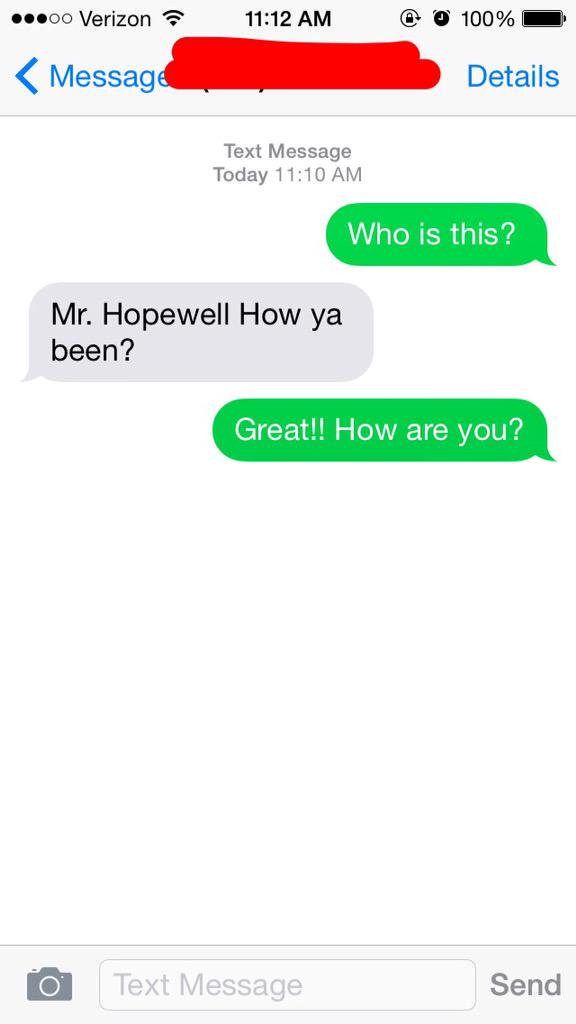 Verizon 11:12 AM 100%
Message Details
Text Message
Today 11:10 AM
Who is this?
Mr. Hopewell How ya
been?
Great!! How are you?
Text Message Send